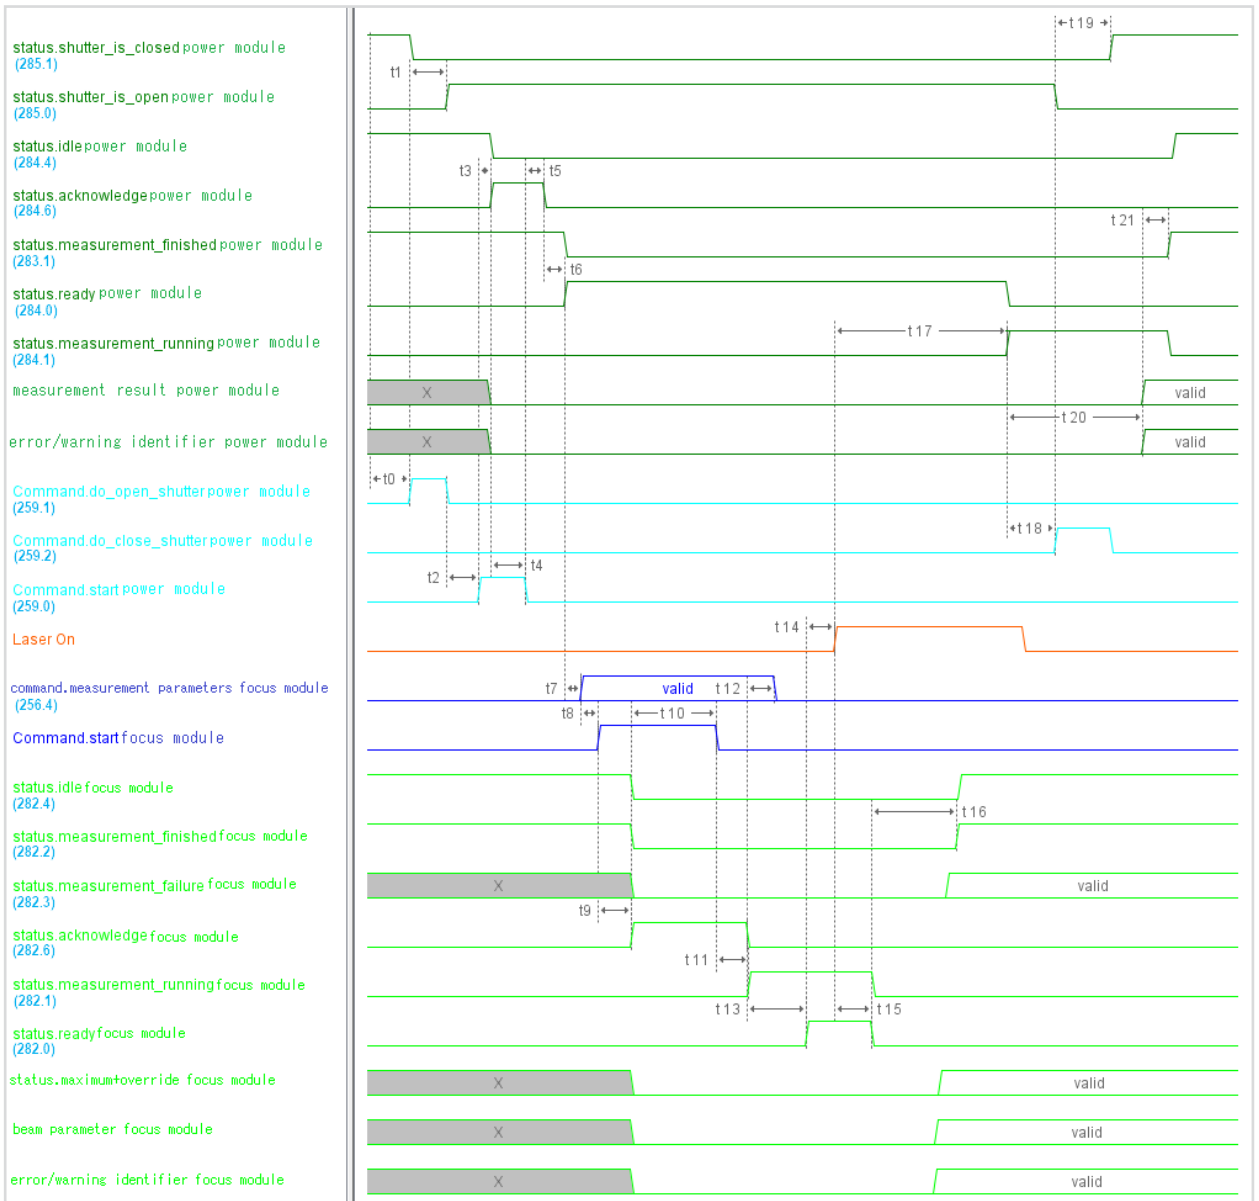 t19
status.shutter_is_closed power module
(285.1)
t1
status.shutter_is_open power module
(285.0)
status.idle power module
(284.4)
t3 t5
status.acknowledge power module
(284.6)
t21
status.measurement_finished power module
(283.1)
t6
status.ready power module
(284.0)
t17
status.measurement_running power module
(284.1)
measurement result power module X valid
t20
error/warning identifier power module X valid
t0
Command.do_open_shutter power module
(259.1)
t18
Command.do_close_shutter power module
(259.2)
t2 t4
Command.start power module
(259.0)
t14
Laser On
command.measurement parameters focus module t7 valid t12
(256.4)
t8 t10
Command.start focus module
status.idle focus module
(282.4)
t16
status.measurement_finished focus module
(282.2)
status.measurement_failure focus module X valid
(282.3)
t9
status.acknowledge focus module
(282.6)
t11
status.measurement_running focus module
(282.1)
t13 t15
status.ready focus module
(282.0)
status.maximum+override focus module X valid
beam parameter focus module X valid
error/warning identifier focus module X valid